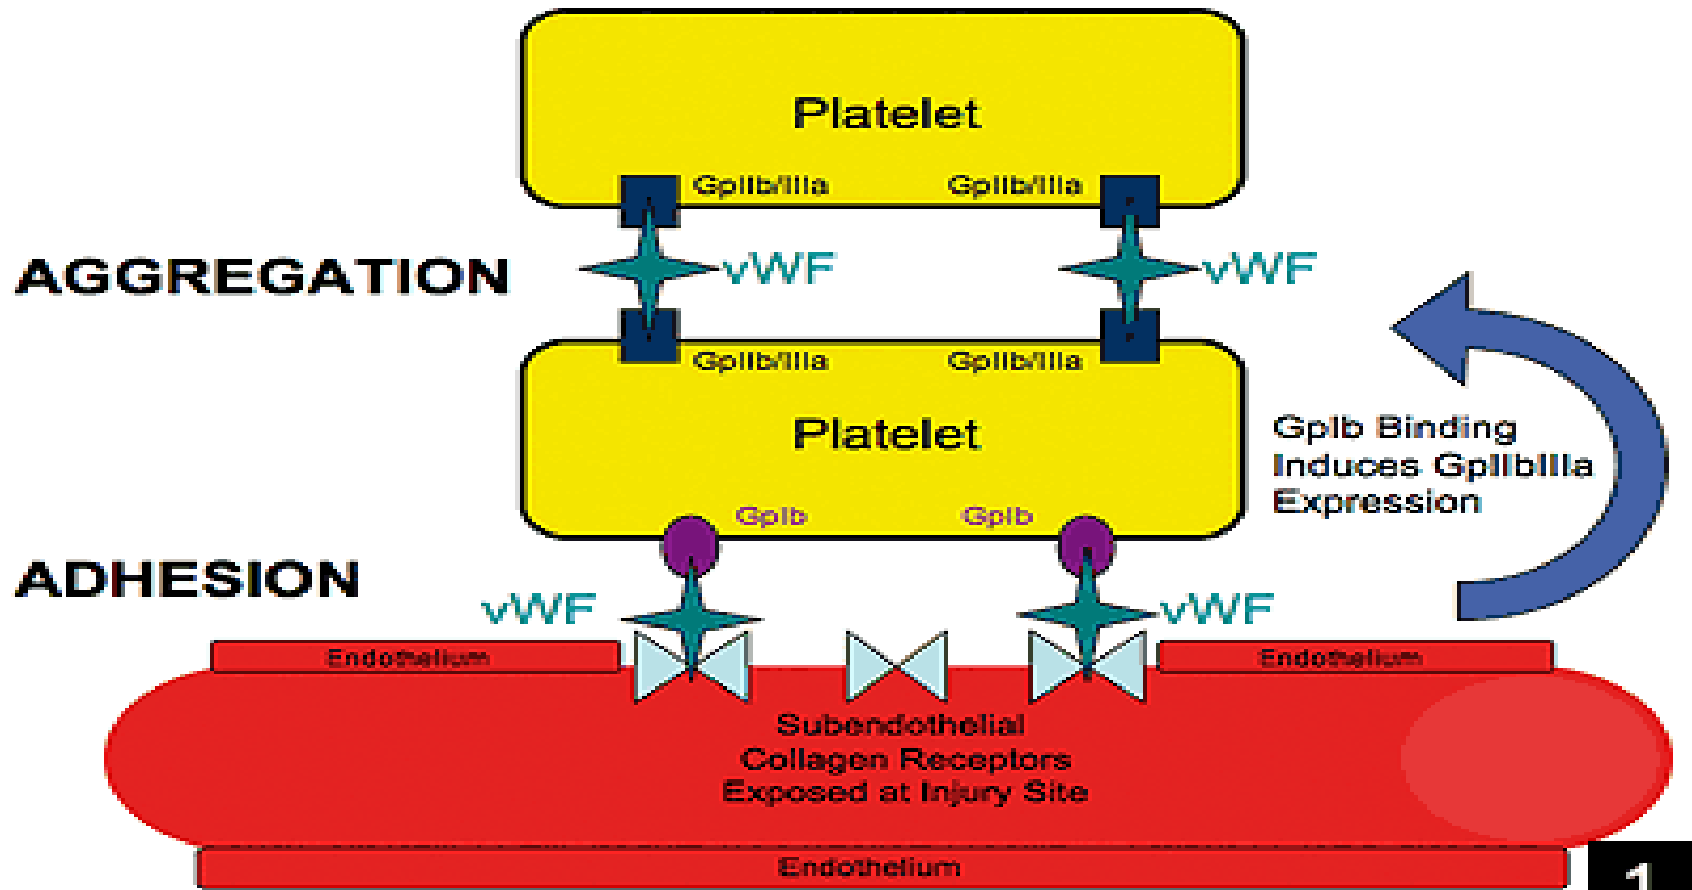 Platelet
GpIIb/IIIa GpIIb/IIIa
AGGREGATION
vWF vWF
GpIIb/IIIa GpIIb/IIIa
Platelet
GpIb Binding
Induces GpIIbIIIa
Expression
GpIb GpIb
ADHESION
vWF vWF
Endothelium Endothelium
Subendothelial
Collagen Receptors
Exposed at Injury Site
Endothelium
1